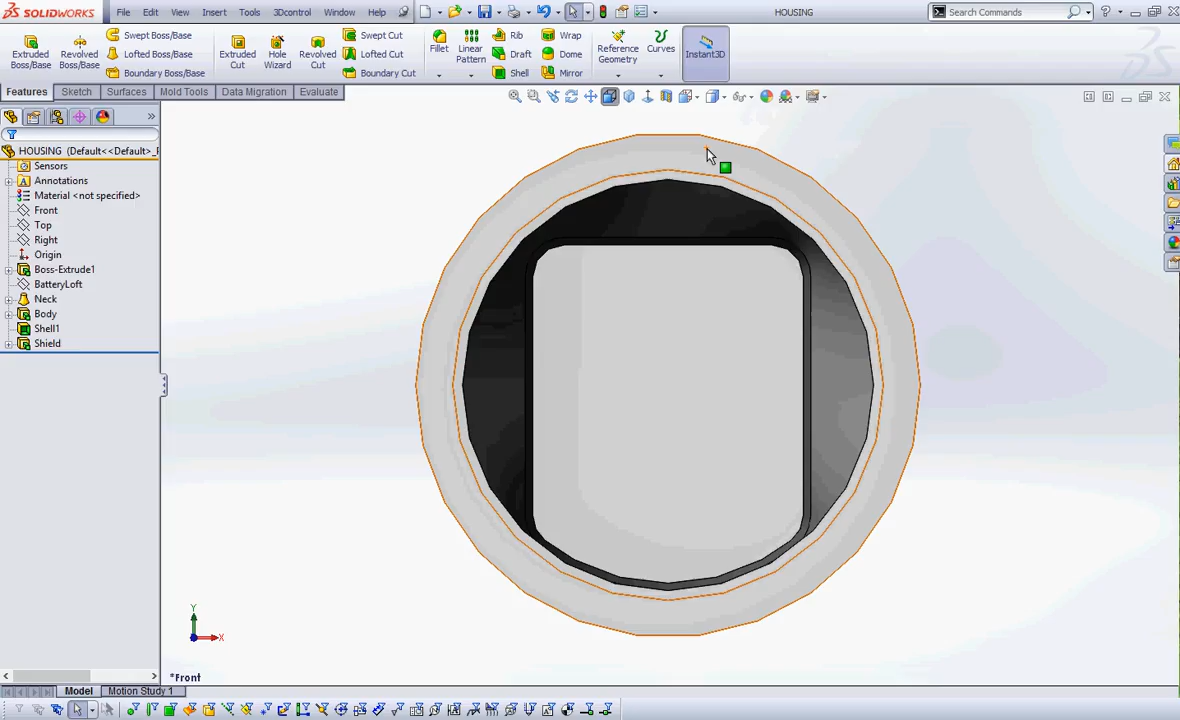 SOLIDWORKS File Edit View Insert Tools 3Dcontrol Window Help HOUSING Search Commands ?
Extruded Boss/Base
Revolved Boss/Base
Swept Boss/Base
Lofted Boss/Base
Boundary Boss/Base
Extruded Cut
Hole Wizard
Revolved Cut
Swept Cut
Lofted Cut
Boundary Cut
Fillet
Linear Pattern
Rib
Draft
Shell
Wrap
Dome
Mirror
Reference Geometry
Curves
Instant3D
Features Sketch Surfaces Mold Tools Data Migration Evaluate
HOUSING (Default<<Default>_
Sensors
Annotations
Material <not specified>
Front
Top
Right
Origin
Boss-Extrude1
BatteryLoft
Neck
Body
Shell1
Shield
Y
X
*Front
Model Motion Study 1